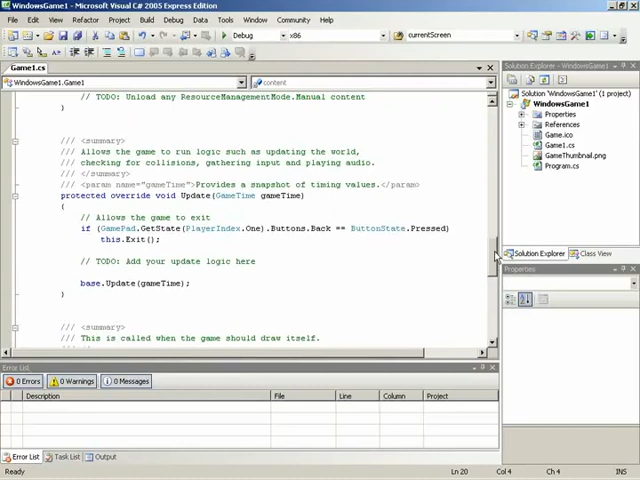 WindowsGame1 - Microsoft Visual C# 2005 Express Edition
File Edit View Refactor Project Build Debug Data Tools Window Community Help
Debug x86 currentScreen
Game1.cs
WindowsGame1.Game1 content
// TODO: Unload any ResourceManagementMode.Manual content
}
/// <summary>
/// Allows the game to run logic such as updating the world,
/// checking for collisions, gathering input and playing audio.
/// </summary>
/// <param name="gameTime">Provides a snapshot of timing values.</param>
protected override void Update(GameTime gameTime)
{
// Allows the game to exit
if (GamePad.GetState(PlayerIndex.One).Buttons.Back == ButtonState.Pressed)
this.Exit();
// TODO: Add your update logic here
base.Update(gameTime);
}
/// <summary>
/// This is called when the game should draw itself.
Solution Explorer - WindowsGame1
Solution 'WindowsGame1' (1 project)
WindowsGame1
Properties
References
Game.ico
Game1.cs
GameThumbnail.png
Program.cs
Solution Explorer Class View
Properties
Error List
0 Errors 0 Warnings 0 Messages
Description File Line Column Project
Error List Task List Output
Ready Ln 20 Col 4 Ch 4 INS